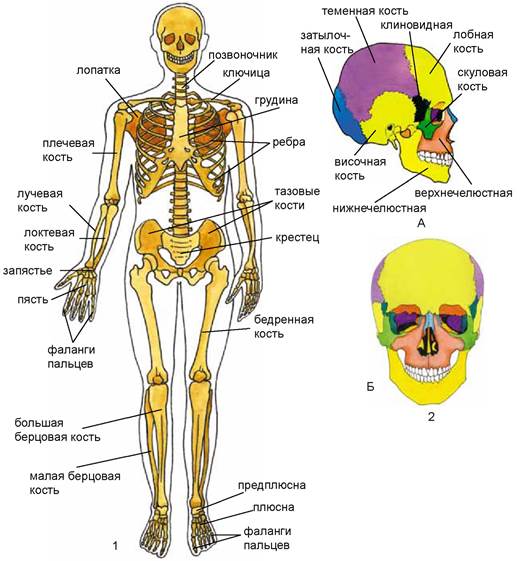 позвоночник
ключица
лопатка
грудина
плечевая
кость
ребра
лучевая
кость
тазовые
кости
локтевая
кость
крестец
запястье
пясть
фаланги
пальцев
бедренная
кость
большая
берцовая кость
малая берцовая
кость
предплюсна
плюсна
фаланги
пальцев
1
теменная кость
клиновидная
затылоч-
ная кость
лобная
кость
скуловая
кость
височная
кость
верхнечелюстная
нижнечелюстная
А
Б
2